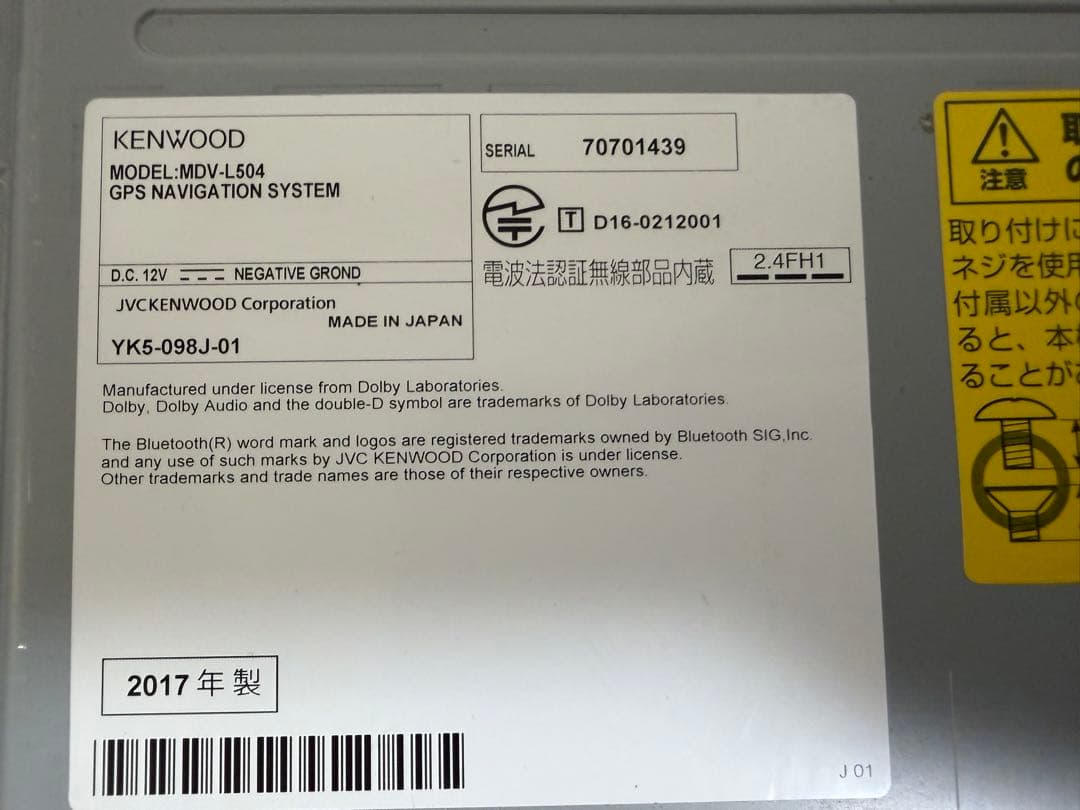 KENWOOD
MODEL:MDV-L504
GPS NAVIGATION SYSTEM
D.C. 12V NEGATIVE GROND
JVCKENWOOD Corporation
MADE IN JAPAN
YK5-098J-01
SERIAL 70701439
T D16-0212001
電波法認証無線部品内蔵 2.4FH1
Manufactured under license from Dolby Laboratories.
Dolby, Dolby Audio and the double-D symbol are trademarks of Dolby Laboratories.
The Bluetooth(R) word mark and logos are registered trademarks owned by Bluetooth SIG,Inc.
and any use of such marks by JVC KENWOOD Corporation is under license.
Other trademarks and trade names are those of their respective owners.
2017 年 製
J 01
注意
取り付けに
ネジを使用
付属以外の
ると、本
ることがあ